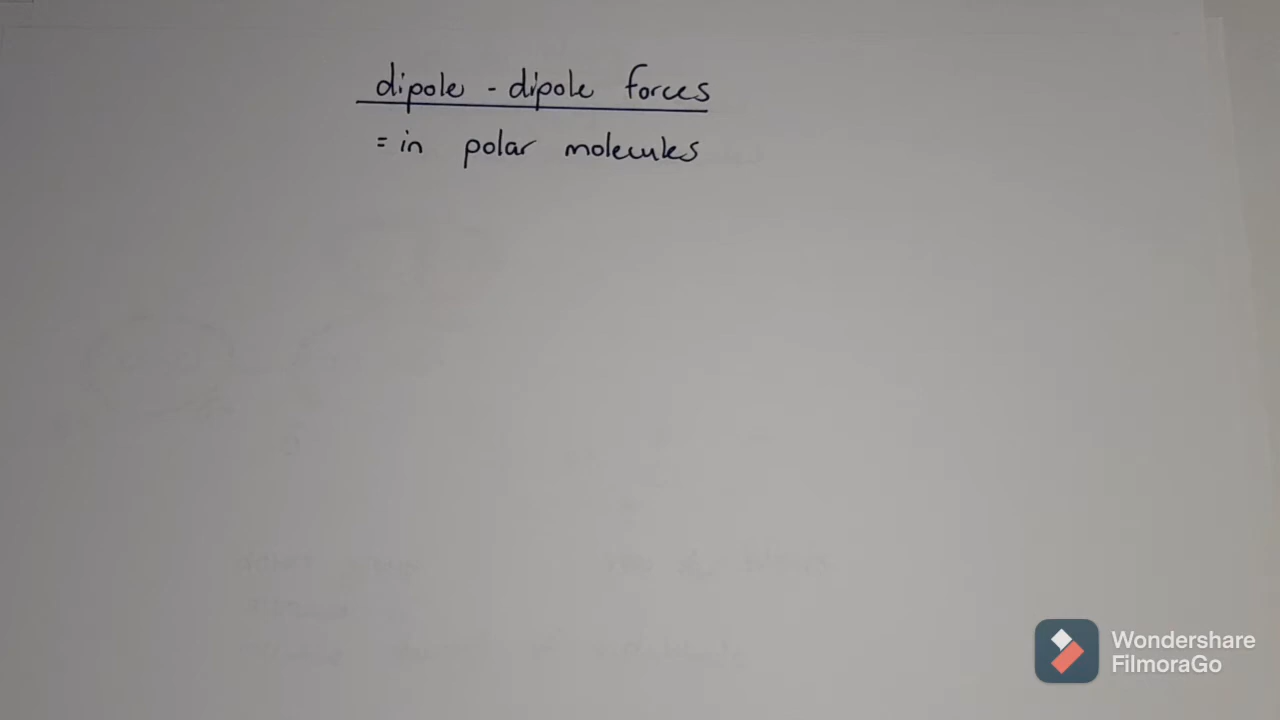 dipole - dipole forces
= in polar molecules
Wondershare
FilmoraGo